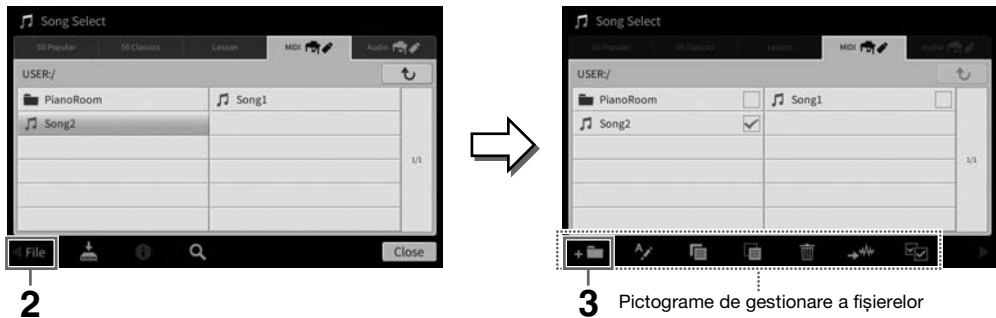 Song Select
50 Popular 50 Classics Lesson MIDI Audio
USER:/
PianoRoom Song1
Song2
1/1
File Close
2
Song Select
50 Popular 50 Classics Lesson MIDI Audio
USER:/
PianoRoom Song1
Song2
1/1
3 Pictograme de gestionare a fișierelor